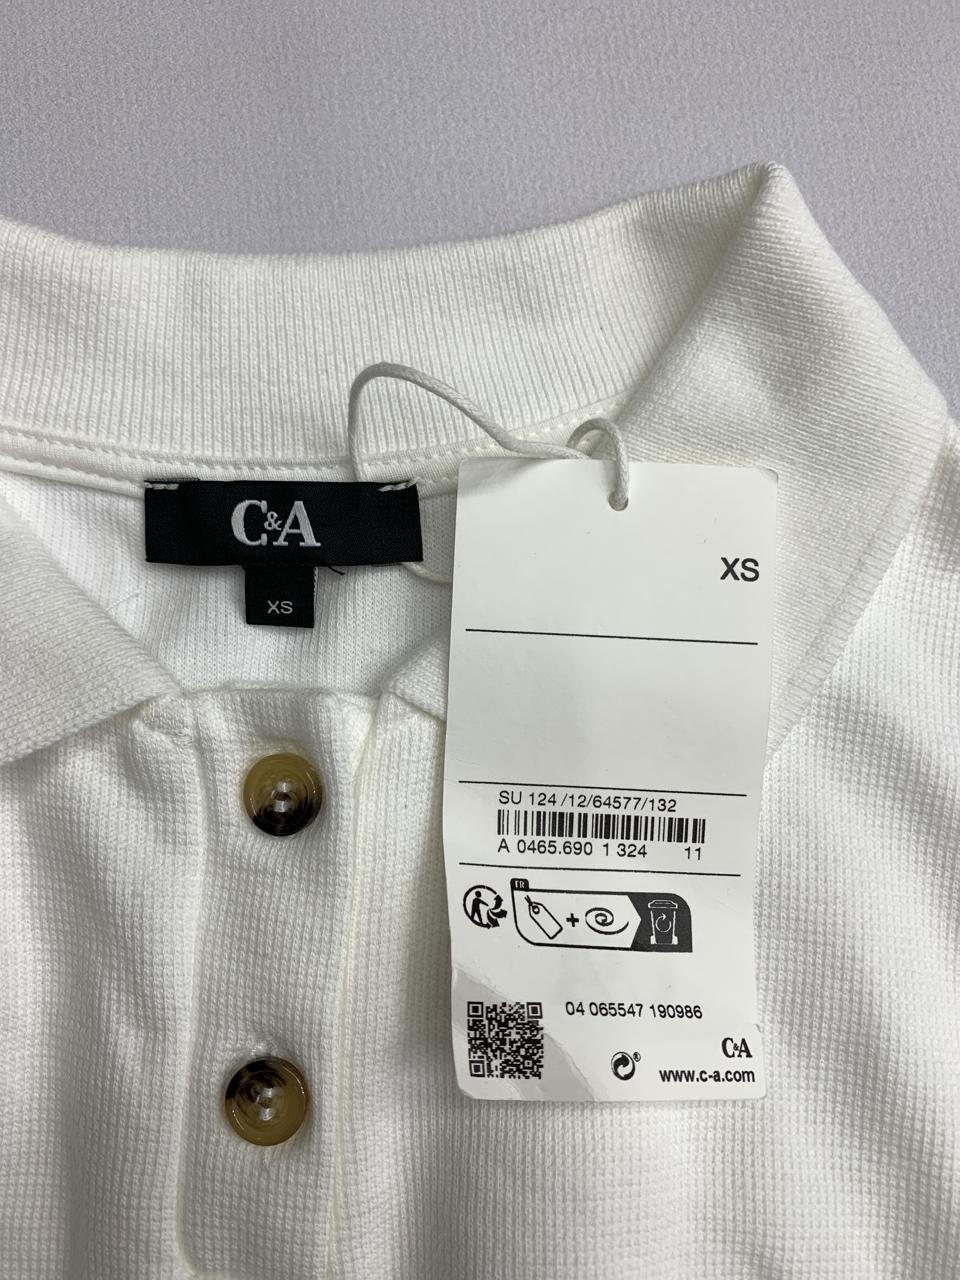 C&A
XS
XS
SU 124 /12/64577/132
A 0465.690 1 324 11
FR
+
04 065547 190986
C&A
www.c-a.com